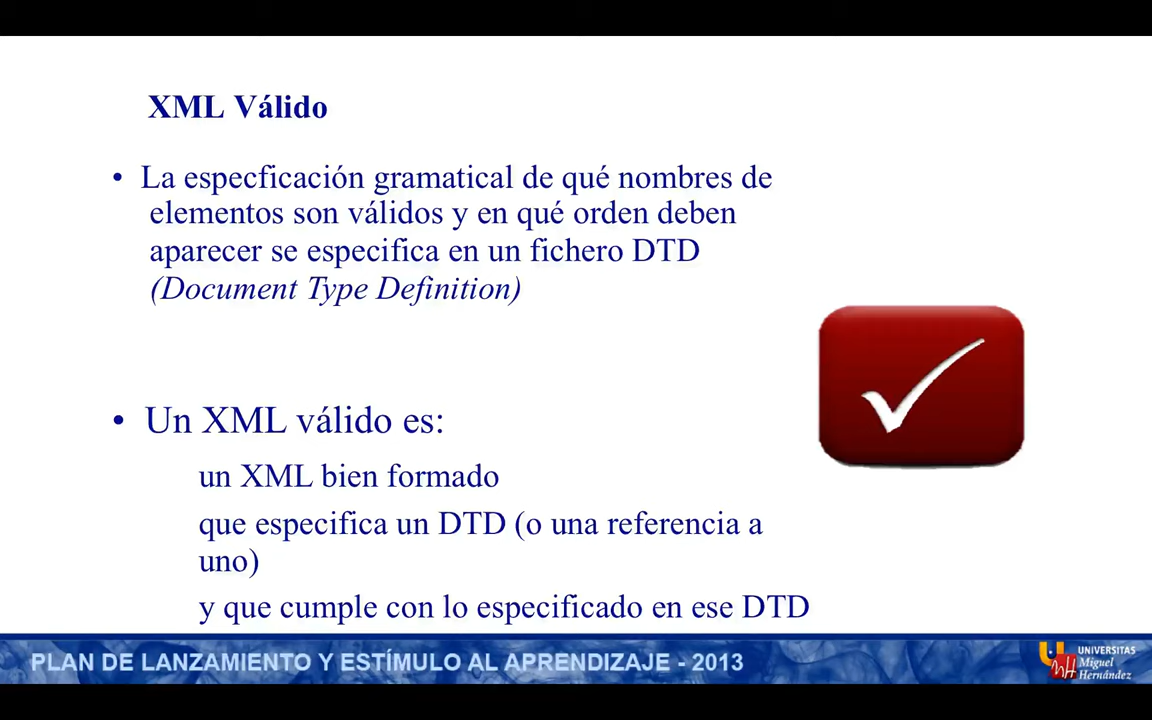 XML Válido
• La especficación gramatical de qué nombres de
elementos son válidos y en qué orden deben
aparecer se especifica en un fichero DTD
(Document Type Definition)
• Un XML válido es:
un XML bien formado
que especifica un DTD (o una referencia a
uno)
y que cumple con lo especificado en ese DTD
PLAN DE LANZAMIENTO Y ESTÍMULO AL APRENDIZAJE - 2013
UNIVERSITAS
Miguel
Hernández